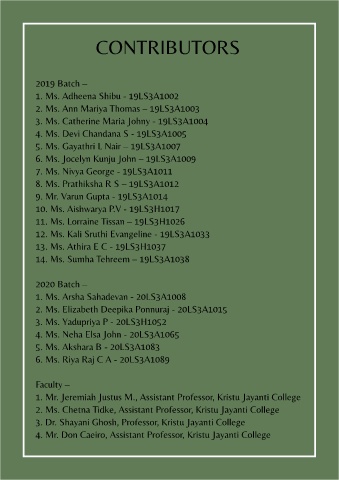 CONTRIBUTORS
2019 Batch –
1. Ms. Adheena Shibu - 19LS3A1002
2. Ms. Ann Mariya Thomas – 19LS3A1003
3. Ms. Catherine Maria Johny - 19LS3A1004
4. Ms. Devi Chandana S - 19LS3A1005
5. Ms. Gayathri L Nair – 19LS3A1007
6. Ms. Jocelyn Kunju John – 19LS3A1009
7. Ms. Nivya George - 19LS3A1011
8. Ms. Prathiksha R S – 19LS3A1012
9. Mr. Varun Gupta - 19LS3A1014
10. Ms. Aishwarya P.V - 19LS3H1017
11. Ms. Lorraine Tissan – 19LS3H1026
12. Ms. Kali Sruthi Evangeline - 19LS3A1033
13. Ms. Athira E C - 19LS3H1037
14. Ms. Sumha Tehreem – 19LS3A1038
2020 Batch –
1. Ms. Arsha Sahadevan - 20LS3A1008
2. Ms. Elizabeth Deepika Ponnuraj - 20LS3A1015
3. Ms. Yadupriya P - 20LS3H1052
4. Ms. Neha Elsa John - 20LS3A1065
5. Ms. Akshara B - 20LS3A1083
6. Ms. Riya Raj C A - 20LS3A1089
Faculty –
1. Mr. Jeremiah Justus M., Assistant Professor, Kristu Jayanti College
2. Ms. Chetna Tidke, Assistant Professor, Kristu Jayanti College
3. Dr. Shayani Ghosh, Professor, Kristu Jayanti College
4. Mr. Don Caeiro, Assistant Professor, Kristu Jayanti College